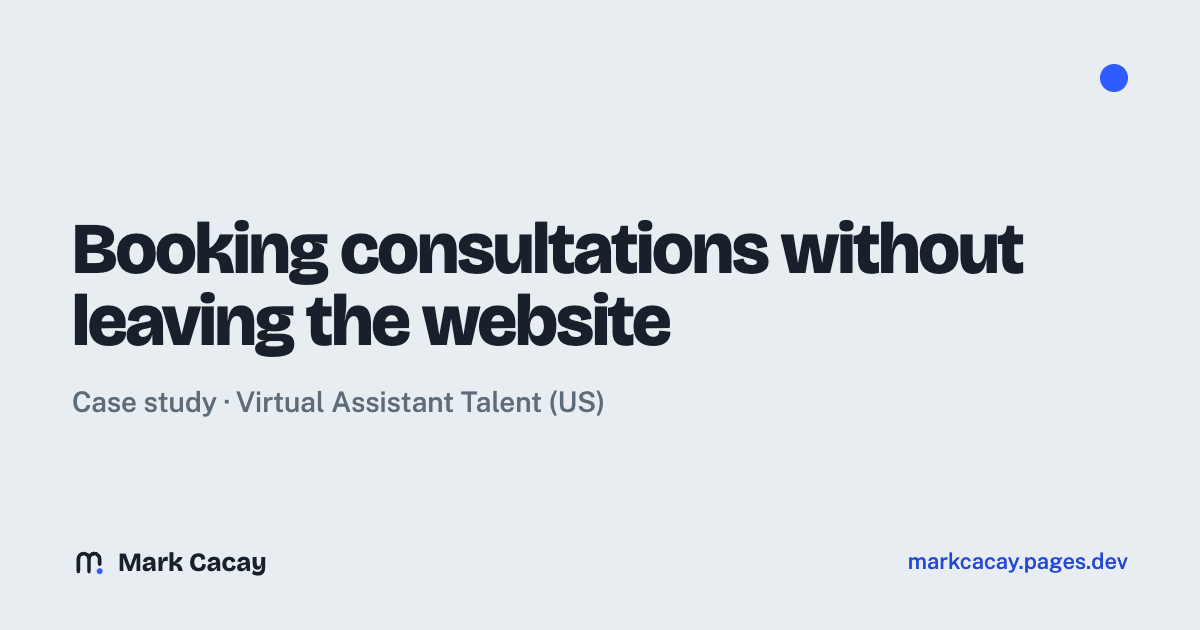 Booking consultations without
leaving the website
Case study · Virtual Assistant Talent (US)
m. Mark Cacay
markcacay.pages.dev